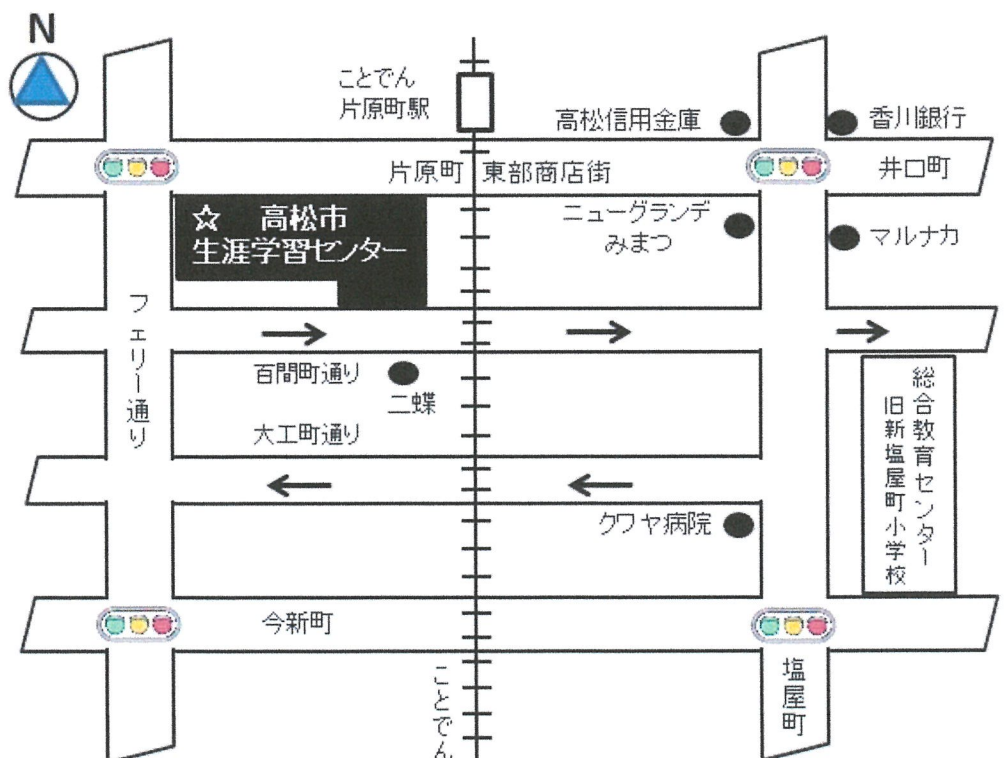 N
ことでん
片原町駅
高松信用金庫
香川銀行
片原町
東部商店街
井口町
☆ 高松市
生涯学習センター
ニューグランデ
みまつ
マルナカ
フェリー通り
百間町通り
二蝶
大工町通り
総合教育センター
旧新塩屋町小学校
クワヤ病院
今新町
塩屋町
ことでん